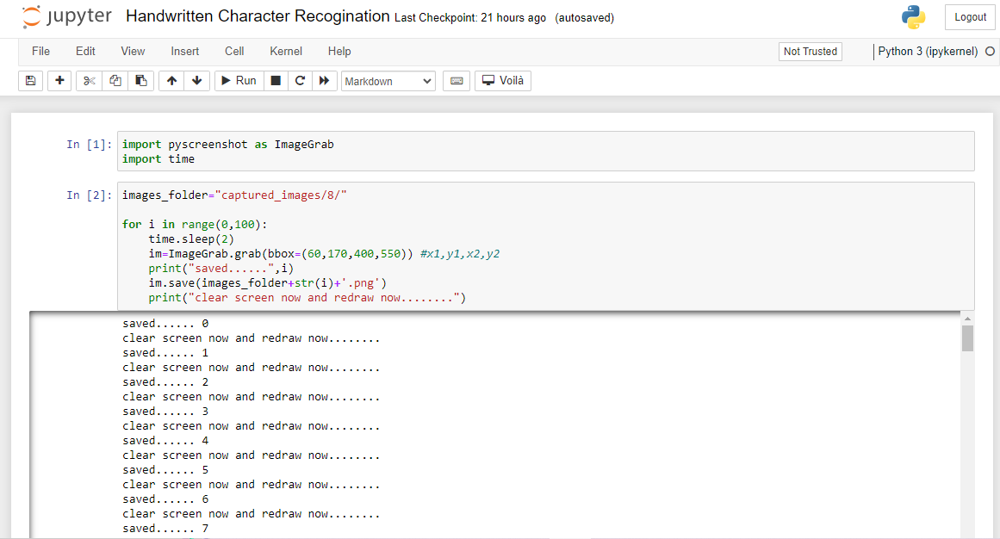 jupyter Handwritten Character Recogination Last Checkpoint: 21 hours ago (autosaved)
Logout
File Edit View Insert Cell Kernel Help
Not Trusted
Python 3 (ipykernel)
Run
Markdown
Voilà
In [1]:
import pyscreenshot as ImageGrab
import time
In [2]:
images_folder="captured_images/8/"
for i in range(0,100):
    time.sleep(2)
    im=ImageGrab.grab(bbox=(60,170,400,550)) #x1,y1,x2,y2
    print("saved......",i)
    im.save(images_folder+str(i)+'.png')
    print("clear screen now and redraw now........")
saved...... 0
clear screen now and redraw now........
saved...... 1
clear screen now and redraw now........
saved...... 2
clear screen now and redraw now........
saved...... 3
clear screen now and redraw now........
saved...... 4
clear screen now and redraw now........
saved...... 5
clear screen now and redraw now........
saved...... 6
clear screen now and redraw now........
saved...... 7